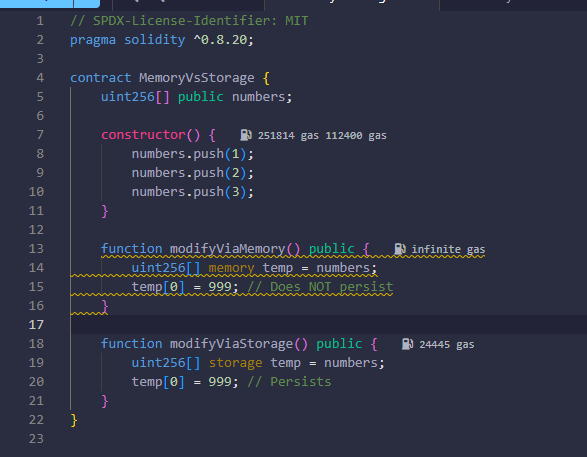 1 // SPDX-License-Identifier: MIT
2 pragma solidity ^0.8.20;
3
4 contract MemoryVsStorage {
5     uint256[] public numbers;
6
7     constructor() {    251814 gas 112400 gas
8         numbers.push(1);
9         numbers.push(2);
10         numbers.push(3);
11     }
12
13     function modifyViaMemory() public {    infinite gas
14         uint256[] memory temp = numbers;
15         temp[0] = 999; // Does NOT persist
16     }
17
18     function modifyViaStorage() public {    24445 gas
19         uint256[] storage temp = numbers;
20         temp[0] = 999; // Persists
21     }
22 }
23